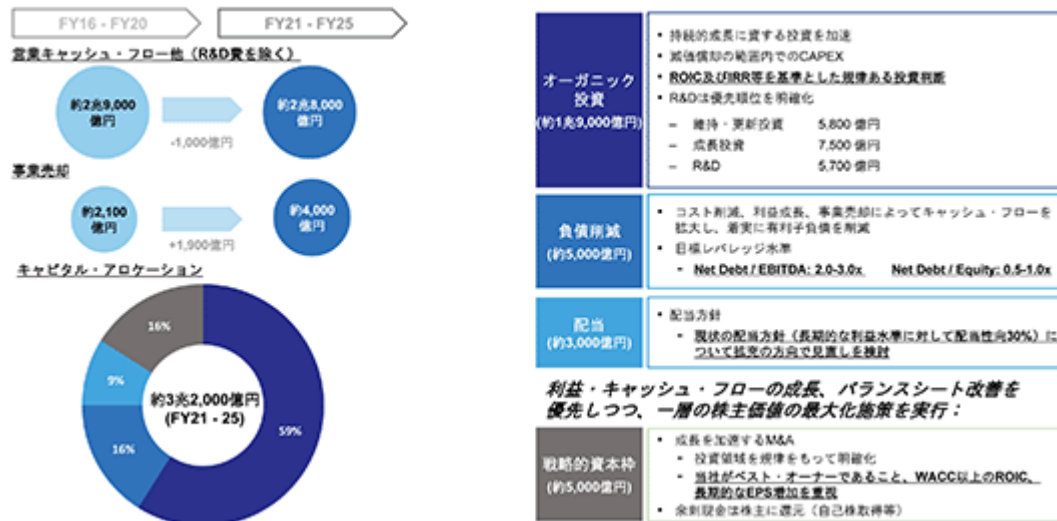 FY16 - FY20
FY21 - FY25
営業キャッシュ・フロー他（R&D費を除く）
約2兆9,000
億円
-1,000億円
約2兆8,000
億円
事業売却
約2,100
億円
+1,900億円
約4,000
億円
キャピタル・アロケーション
16%
9%
16%
59%
約3兆2,000億円
(FY21 - 25)
オーガニック
投資
(約1兆9,000億円)
• 持続的成長に資する投資を加速
• 減価償却の範囲内でのCAPEX
• ROIC及びIRR等を基準とした規律ある投資判断
• R&Dは優先順位を明確化
– 維持・更新投資 5,800 億円
– 成長投資 7,500 億円
– R&D 5,700 億円
負債削減
(約5,000億円)
• コスト削減、利益成長、事業売却によってキャッシュ・フローを
拡大し、着実に有利子負債を削減
• 目標レバレッジ水準
- Net Debt / EBITDA: 2.0-3.0x Net Debt / Equity: 0.5-1.0x
配当
(約3,000億円)
• 配当方針
- 現状の配当方針（長期的な利益水準に対して配当性向30%）に
ついて拡充の方向で見直しを検討
利益・キャッシュ・フローの成長、バランスシート改善を
優先しつつ、一層の株主価値の最大化施策を実行：
戦略的資本枠
(約5,000億円)
• 成長を加速するM&A
- 投資領域を規律をもって明確化
- 当社がベスト・オーナーであること、WACC以上のROIC、
長期的なEPS増加を重視
• 余剰現金は株主に還元（自己株取得等）